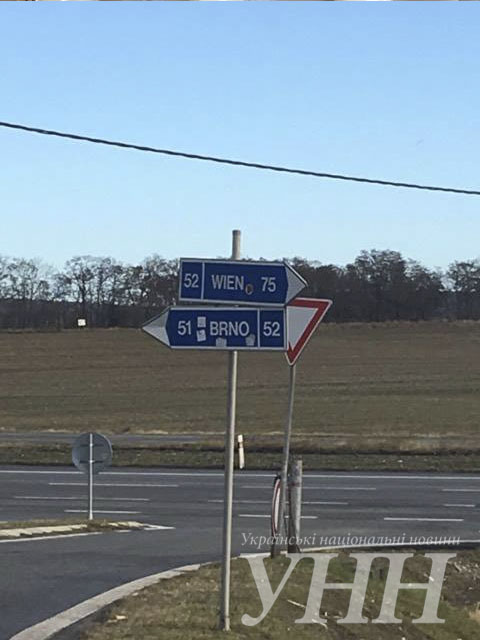 52 WIEN 75
51 BRNO 52
Українські національні новини
УНН